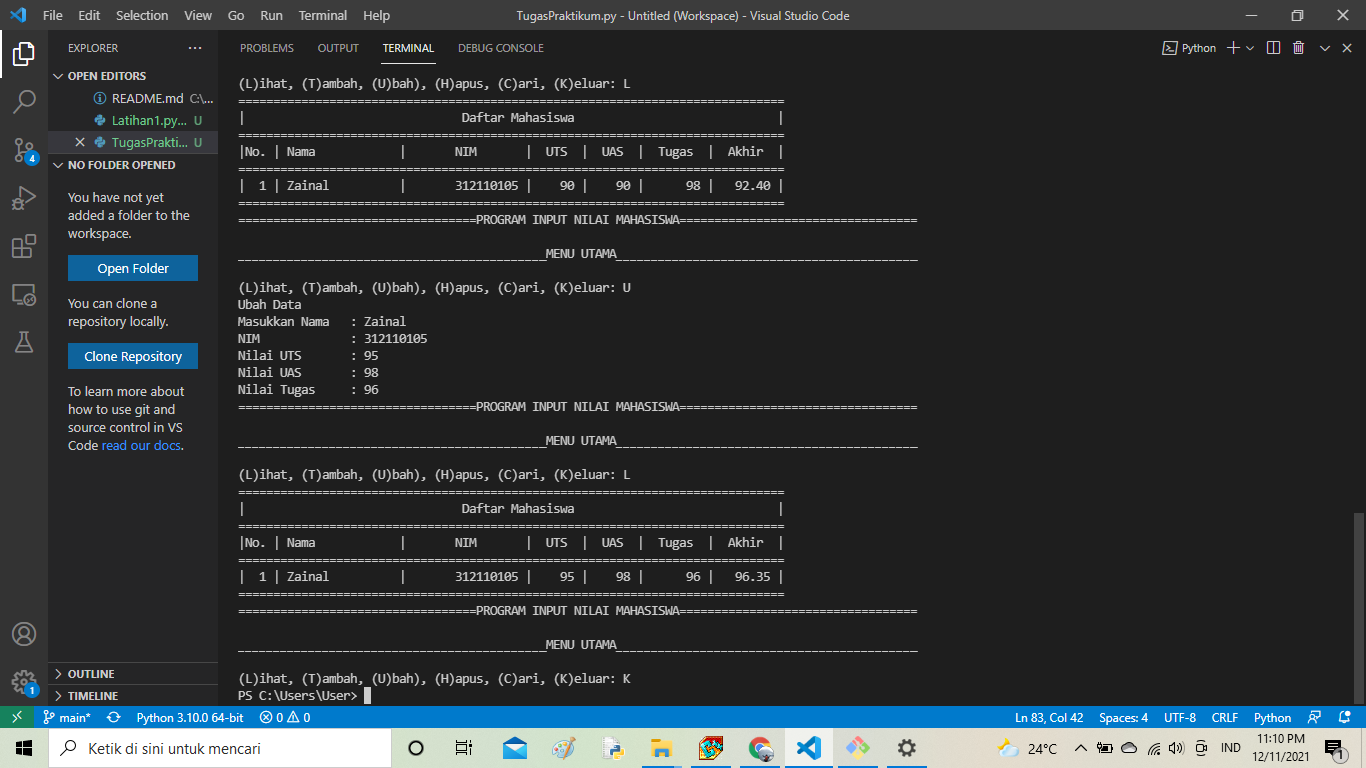 File Edit Selection View Go Run Terminal Help TugasPraktikum.py - Untitled (Workspace) - Visual Studio Code
EXPLORER ...
OPEN EDITORS
README.md C:\...
Latihan1.py... U
TugasPrakti... U
NO FOLDER OPENED
You have not yet
added a folder to the
workspace.
Open Folder
You can clone a
repository locally.
Clone Repository
To learn more about
how to use git and
source control in VS
Code read our docs.
OUTLINE
TIMELINE
4
1
PROBLEMS OUTPUT TERMINAL DEBUG CONSOLE Python
(L)ihat, (T)ambah, (U)bah), (H)apus, (C)ari, (K)eluar: L
==============================================================================
| Daftar Mahasiswa |
==============================================================================
|No. | Nama | NIM | UTS | UAS | Tugas | Akhir |
==============================================================================
| 1 | Zainal | 312110105 | 90 | 90 | 98 | 92.40 |
==============================================================================
==================================PROGRAM INPUT NILAI MAHASISWA==================================
____________________________________________MENU UTAMA___________________________________________
(L)ihat, (T)ambah, (U)bah), (H)apus, (C)ari, (K)eluar: U
Ubah Data
Masukkan Nama : Zainal
NIM : 312110105
Nilai UTS : 95
Nilai UAS : 98
Nilai Tugas : 96
==================================PROGRAM INPUT NILAI MAHASISWA==================================
____________________________________________MENU UTAMA___________________________________________
(L)ihat, (T)ambah, (U)bah), (H)apus, (C)ari, (K)eluar: L
==============================================================================
| Daftar Mahasiswa |
==============================================================================
|No. | Nama | NIM | UTS | UAS | Tugas | Akhir |
==============================================================================
| 1 | Zainal | 312110105 | 95 | 98 | 96 | 96.35 |
==============================================================================
==================================PROGRAM INPUT NILAI MAHASISWA==================================
____________________________________________MENU UTAMA___________________________________________
(L)ihat, (T)ambah, (U)bah), (H)apus, (C)ari, (K)eluar: K
PS C:\Users\User>
main* Python 3.10.0 64-bit 0 0 Ln 83, Col 42 Spaces: 4 UTF-8 CRLF Python
Ketik di sini untuk mencari 24°C IND 11:10 PM
12/11/2021 1